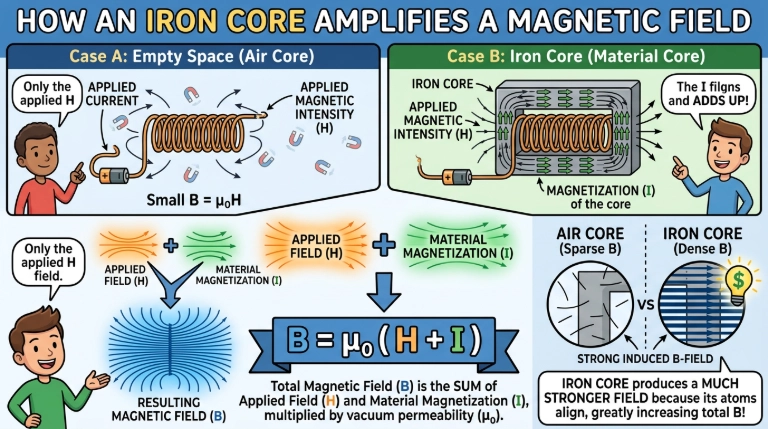 HOW AN IRON CORE AMPLIFIES A MAGNETIC FIELD
Case A: Empty Space (Air Core)
Only the
applied H
APPLIED
CURRENT
APPLIED
MAGNETIC
INTENSITY (H)
Small B = μ₀H
Case B: Iron Core (Material Core)
IRON CORE
APPLIED
MAGNETIC
INTENSITY (H)
The I filgns
and ADDS UP!
MAGNETIZATION (I)
of the core
Only the
applied H
field.
+
APPLIED
FIELD (H)
MATERIAL
MAGNETIZATION (I)
RESULTING
MAGNETIC FIELD (B)
APPLIED
FIELD (H)
+
MATERIAL
MAGNETIZATION (I)
B = μ₀(H + I)
Total Magnetic Field (B) is the SUM of
Applied Field (H) and Material Magnetization (I),
multiplied by vacuum permeability (μ₀).
AIR CORE
(Sparse B)
VS
IRON CORE
(Dense B)
$
STRONG INDUCED B-FIELD
IRON CORE produces a MUCH
STRONGER FIELD because its atoms
align, greatly increasing total B!